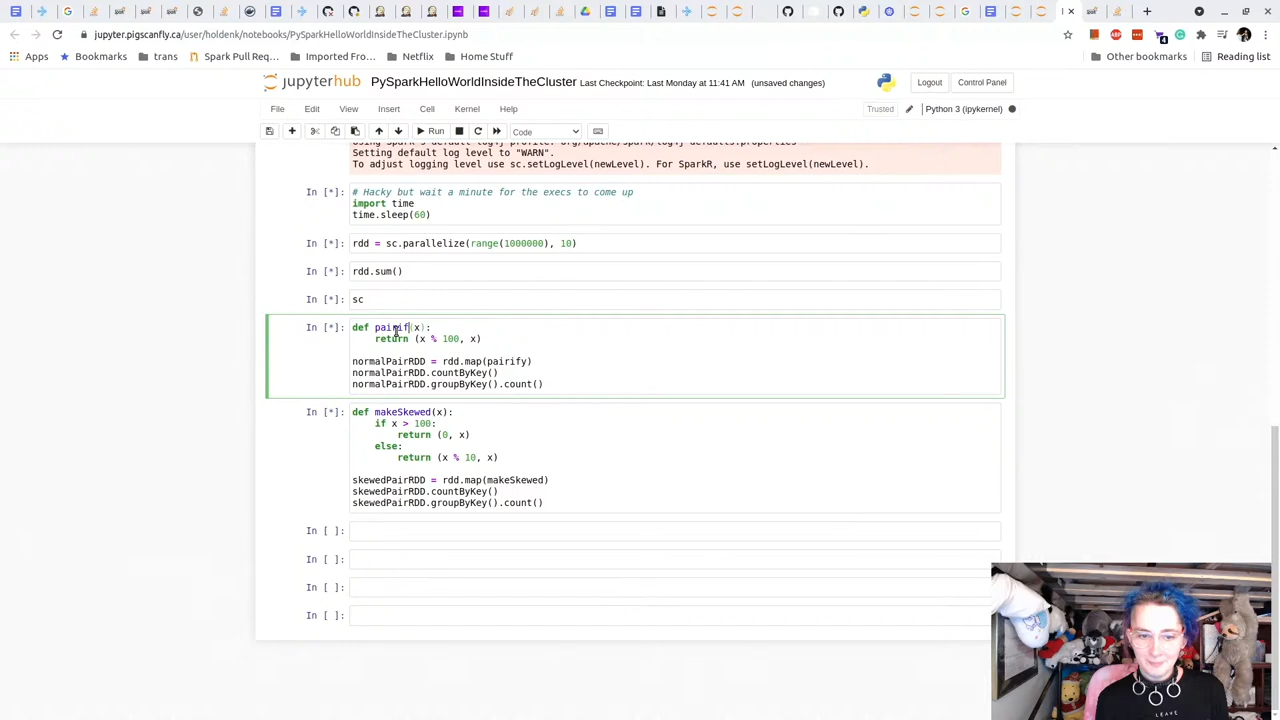 jupyter.pigscanfly.ca/user/holdenk/notebooks/PySparkHelloWorldInsideTheCluster.ipynb
Apps Bookmarks trans Spark Pull Req... Imported Fro... Netflix Home Stuff Other bookmarks Reading list
jupyterhub PySparkHelloWorldInsideTheCluster Last Checkpoint: Last Monday at 11:41 AM (unsaved changes) Logout Control Panel
File Edit View Insert Cell Kernel Help Trusted Python 3 (ipykernel)
Run Code
Setting default log level to "WARN".
To adjust logging level use sc.setLogLevel(newLevel). For SparkR, use setLogLevel(newLevel).
In [*]: # Hacky but wait a minute for the execs to come up
import time
time.sleep(60)
In [*]: rdd = sc.parallelize(range(1000000), 10)
In [*]: rdd.sum()
In [*]: sc
In [*]: def pairif(x):
return (x % 100, x)
normalPairRDD = rdd.map(pairify)
normalPairRDD.countByKey()
normalPairRDD.groupByKey().count()
In [*]: def makeSkewed(x):
if x > 100:
return (0, x)
else:
return (x % 10, x)
skewedPairRDD = rdd.map(makeSkewed)
skewedPairRDD.countByKey()
skewedPairRDD.groupByKey().count()
In [ ]:
In [ ]:
In [ ]:
In [ ]:
LEAVE